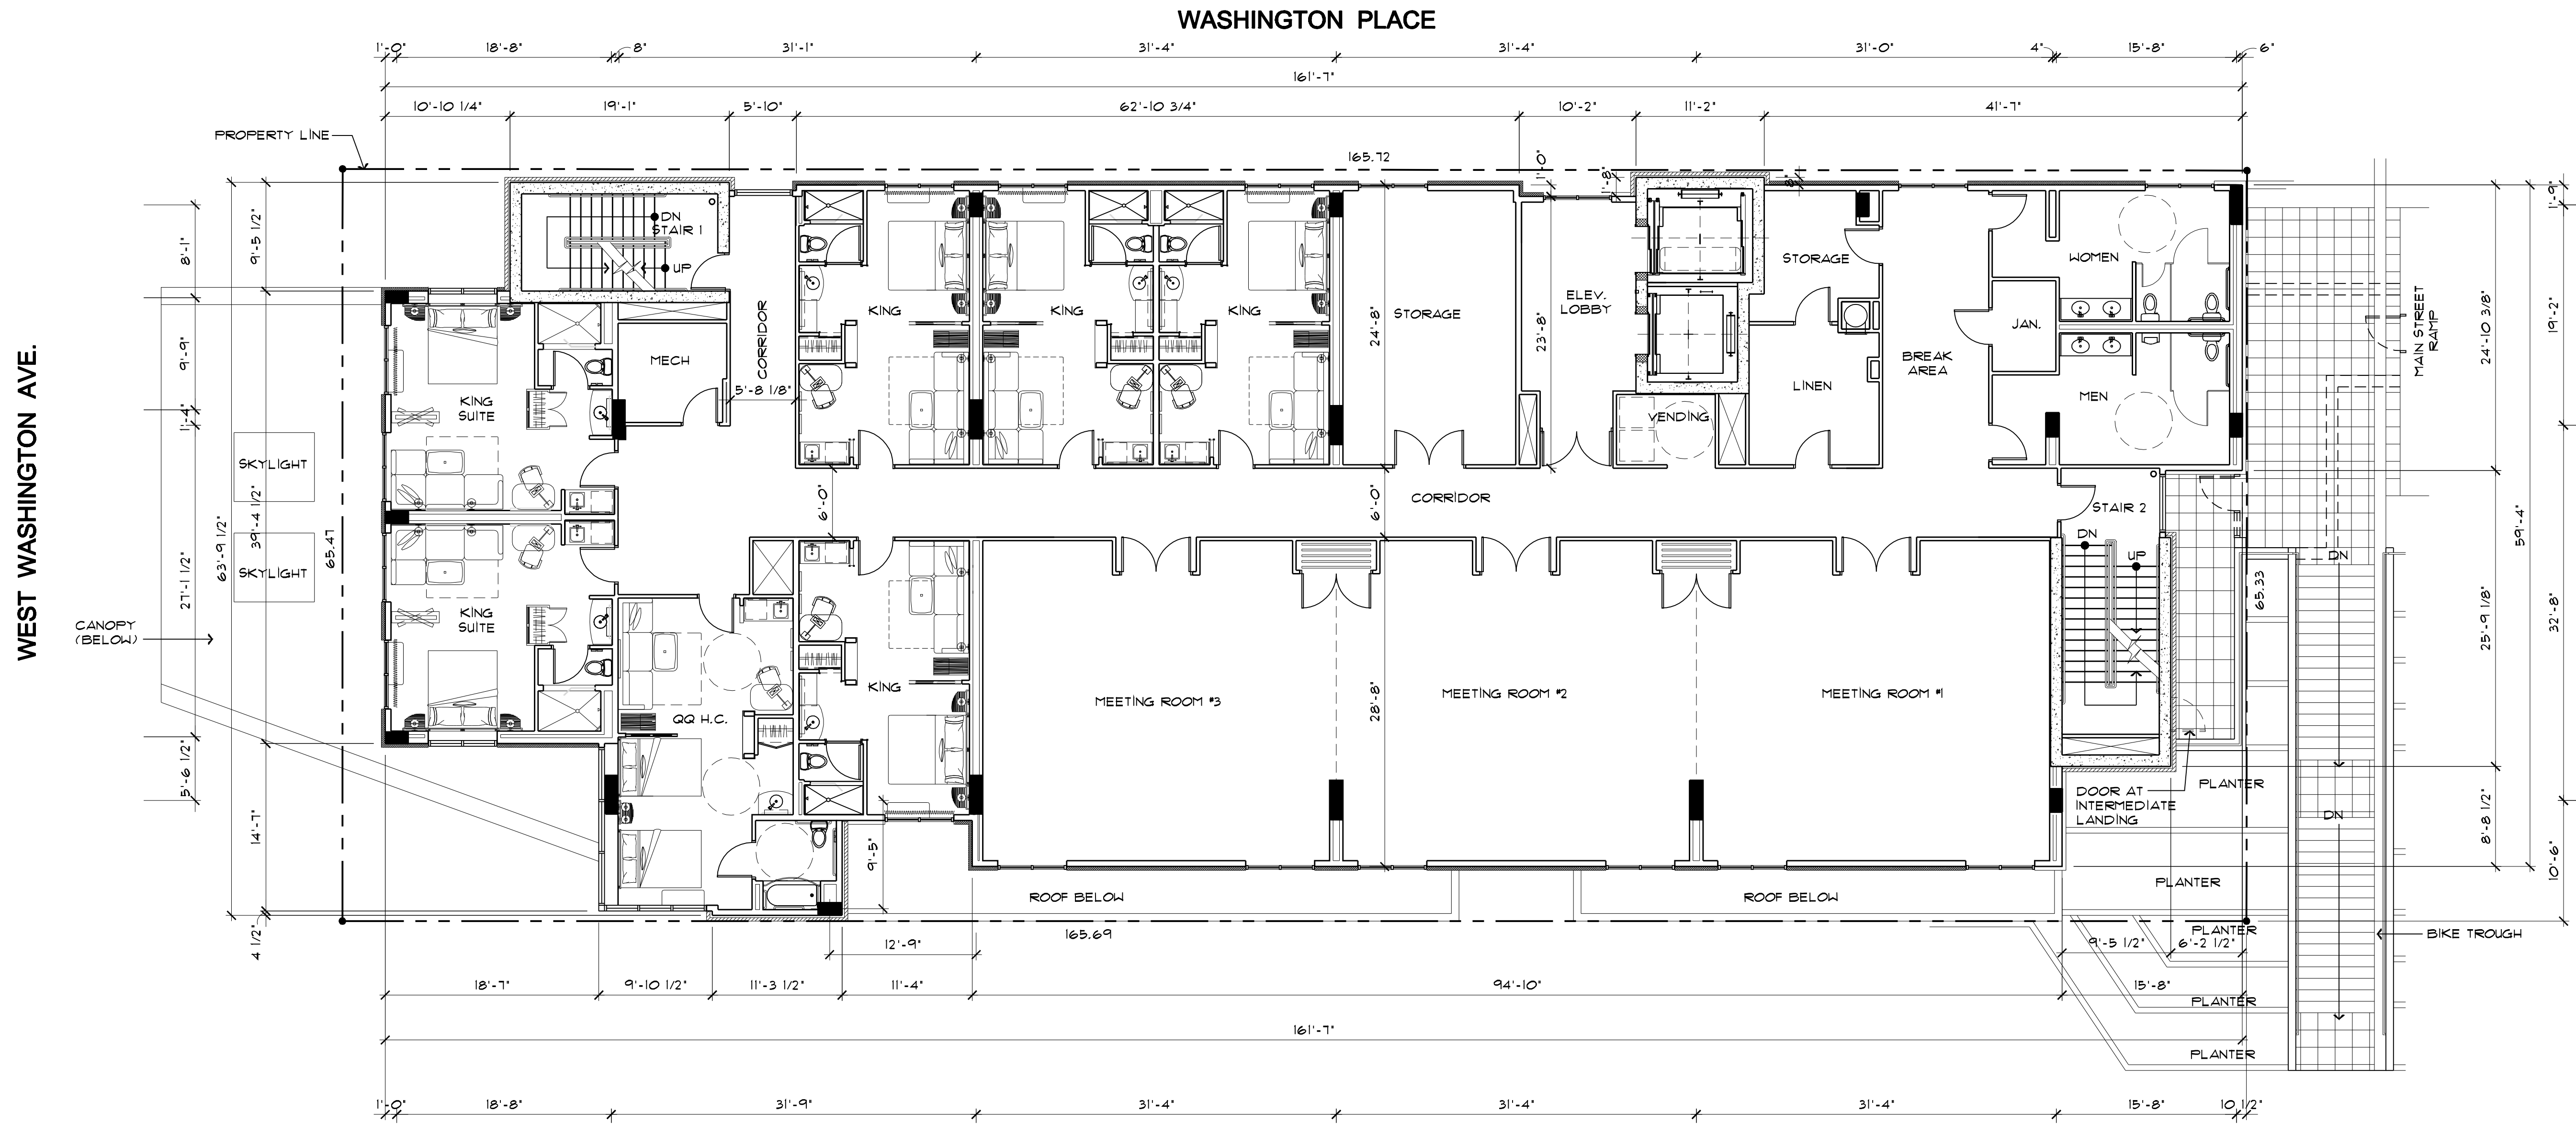 WASHINGTON PLACE
1'-0" 18'-8" 8" 31'-1" 31'-4" 31'-4" 31'-0" 4" 15'-8" 6"
161'-7"
10'-10 1/4" 19'-1" 5'-10" 62'-10 3/4" 10'-2" 11'-2" 41'-7"
PROPERTY LINE
165.72
1'-0"
1'-8"
8"
1'-9"
DN
STAIR 1
UP
9'-5 1/2"
8'-1"
9'-9"
1'-4"
CORRIDOR
5'-8 1/8"
MECH
KING
KING
KING
24'-8"
STORAGE
23'-8"
ELEV.
LOBBY
VENDING
STORAGE
LINEN
BREAK
AREA
WOMEN
JAN.
MEN
MAIN STREET
RAMP
24'-10 3/8"
19'-2"
WEST WASHINGTON AVE.
KING
SUITE
SKYLIGHT
SKYLIGHT
39'-4 1/2"
63'-9 1/2"
65.47
27'-1 1/2"
CANOPY
(BELOW)
KING
SUITE
6'-0"
6'-0"
CORRIDOR
STAIR 2
DN
UP
DN
65.33
59'-4"
25'-9 1/8"
32'-8"
QQ H.C.
KING
MEETING ROOM #3
28'-8"
MEETING ROOM #2
MEETING ROOM #1
5'-6 1/2"
14'-7"
4 1/2"
9'-5"
PLANTER
DOOR AT
INTERMEDIATE
LANDING
DN
8'-8 1/2"
10'-6"
ROOF BELOW
ROOF BELOW
PLANTER
165.69
PLANTER
BIKE TROUGH
12'-9"
9'-5 1/2" 6'-2 1/2"
18'-7" 9'-10 1/2" 11'-3 1/2" 11'-4" 94'-10" 15'-8"
PLANTER
161'-7"
PLANTER
1'-0" 18'-8" 31'-9" 31'-4" 31'-4" 31'-4" 15'-8" 10 1/2"